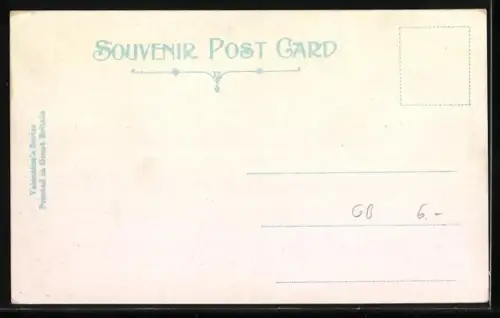 SOUVENIR POST CARD
Valentine's Series
Printed in Great Britain
GB 6.-